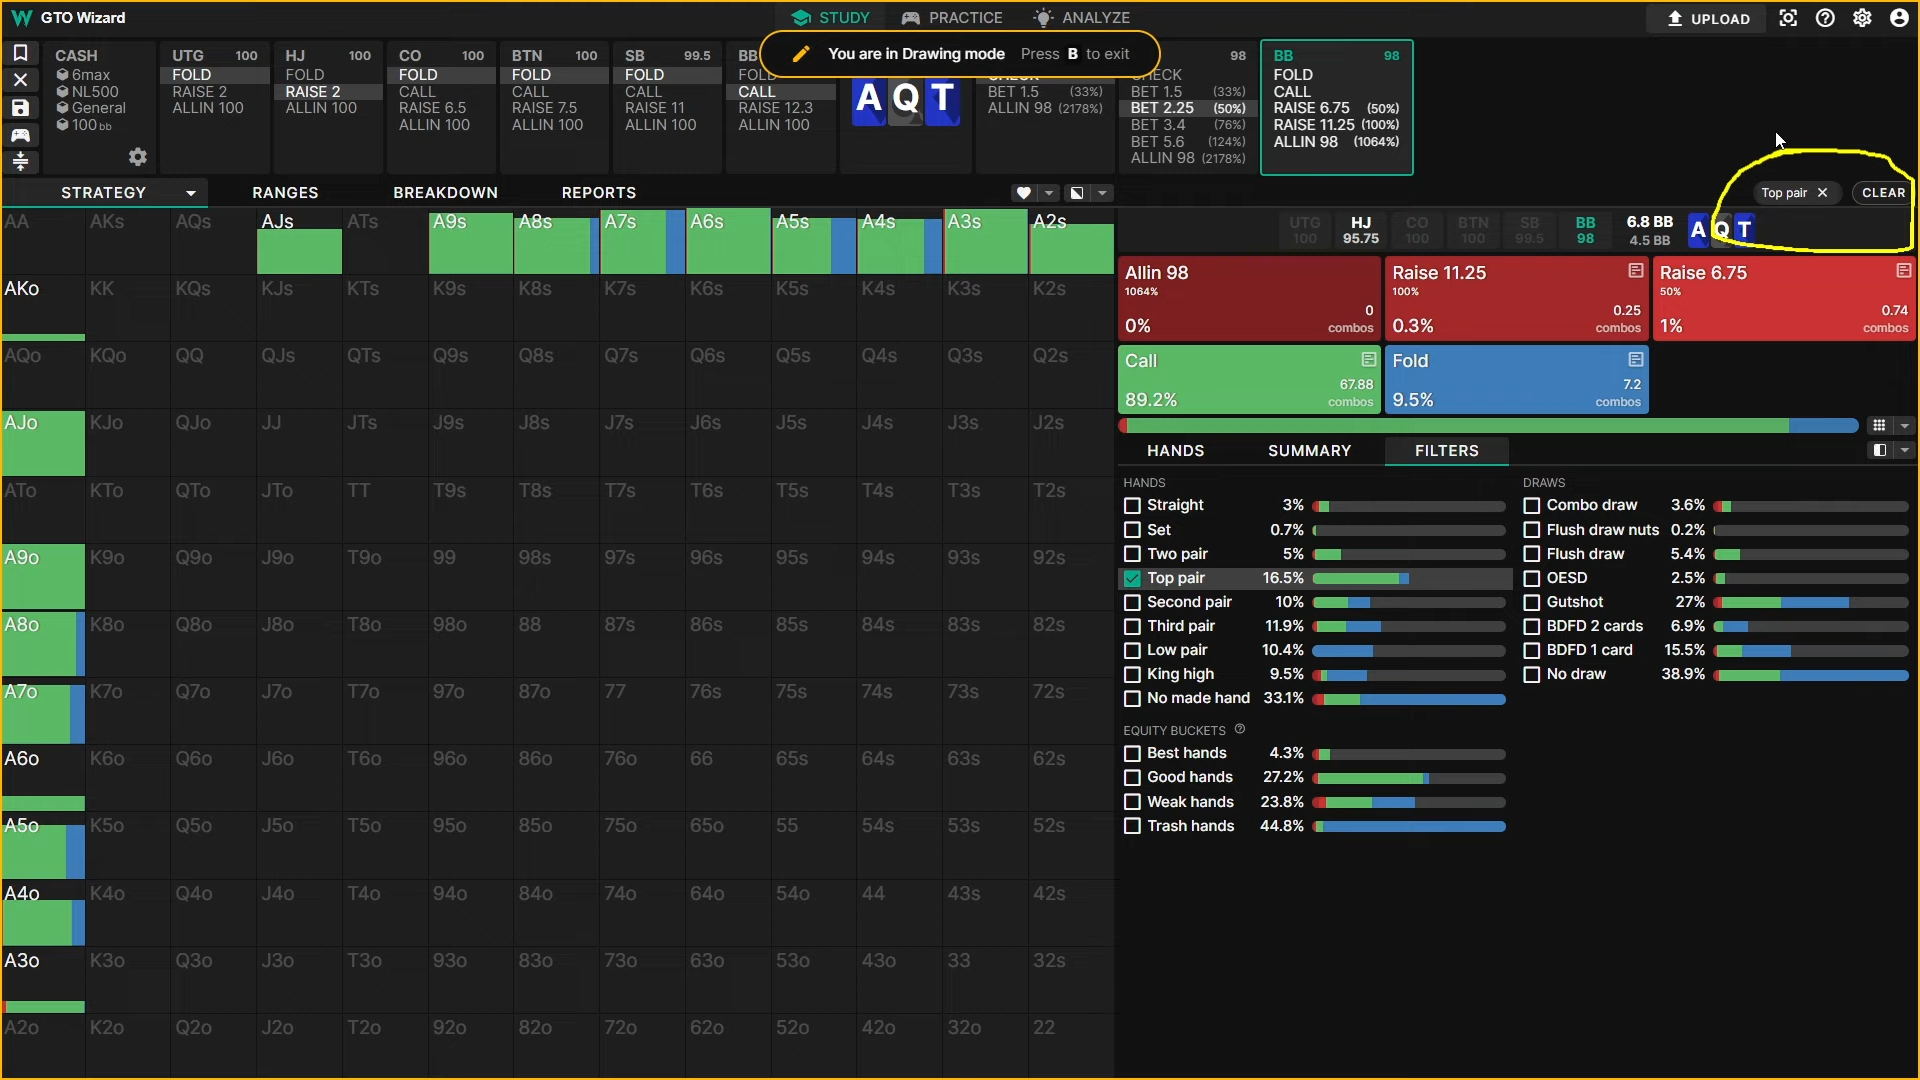 GTO Wizard
STUDY
PRACTICE
ANALYZE
UPLOAD
You are in Drawing mode Press B to exit
CASH
6max
NL500
General
100bb
UTG 100
FOLD
RAISE 2
ALLIN 100
HJ 100
FOLD
RAISE 2
ALLIN 100
CO 100
FOLD
CALL
RAISE 6.5
ALLIN 100
BTN 100
FOLD
CALL
RAISE 7.5
ALLIN 100
SB 99.5
FOLD
CALL
RAISE 11
ALLIN 100
BB
FOLD
CALL
RAISE 12.3
ALLIN 100
A Q T
BET 1.5 (33%)
ALLIN 98 (2178%)
98
CHECK
BET 1.5 (33%)
BET 2.25 (50%)
BET 3.4 (76%)
BET 5.6 (124%)
ALLIN 98 (2178%)
BB 98
FOLD
CALL
RAISE 6.75 (50%)
RAISE 11.25 (100%)
ALLIN 98 (1064%)
STRATEGY
RANGES
BREAKDOWN
REPORTS
Top pair
CLEAR
AA AKs AQs AJs ATs A9s A8s A7s A6s A5s A4s A3s A2s
AKo KK KQs KJs KTs K9s K8s K7s K6s K5s K4s K3s K2s
AQo KQo QQ QJs QTs Q9s Q8s Q7s Q6s Q5s Q4s Q3s Q2s
AJo KJo QJo JJ JTs J9s J8s J7s J6s J5s J4s J3s J2s
ATo KTo QTo JTo TT T9s T8s T7s T6s T5s T4s T3s T2s
A9o K9o Q9o J9o T9o 99 98s 97s 96s 95s 94s 93s 92s
A8o K8o Q8o J8o T8o 98o 88 87s 86s 85s 84s 83s 82s
A7o K7o Q7o J7o T7o 97o 87o 77 76s 75s 74s 73s 72s
A6o K6o Q6o J6o T6o 96o 86o 76o 66 65s 64s 63s 62s
A5o K5o Q5o J5o T5o 95o 85o 75o 65o 55 54s 53s 52s
A4o K4o Q4o J4o T4o 94o 84o 74o 64o 54o 44 43s 42s
A3o K3o Q3o J3o T3o 93o 83o 73o 63o 53o 43o 33 32s
A2o K2o Q2o J2o T2o 92o 82o 72o 62o 52o 42o 32o 22
UTG 100
HJ 95.75
CO 100
BTN 100
SB 99.5
BB 98
6.8 BB
4.5 BB
A Q T
Allin 98
1064%
0
0% combos
Raise 11.25
100%
0.25
0.3% combos
Raise 6.75
50%
0.74
1% combos
Call
67.88
89.2% combos
Fold
7.2
9.5% combos
HANDS
SUMMARY
FILTERS
HANDS
Straight 3%
Set 0.7%
Two pair 5%
Top pair 16.5%
Second pair 10%
Third pair 11.9%
Low pair 10.4%
King high 9.5%
No made hand 33.1%
EQUITY BUCKETS
Best hands 4.3%
Good hands 27.2%
Weak hands 23.8%
Trash hands 44.8%
DRAWS
Combo draw 3.6%
Flush draw nuts 0.2%
Flush draw 5.4%
OESD 2.5%
Gutshot 27%
BDFD 2 cards 6.9%
BDFD 1 card 15.5%
No draw 38.9%